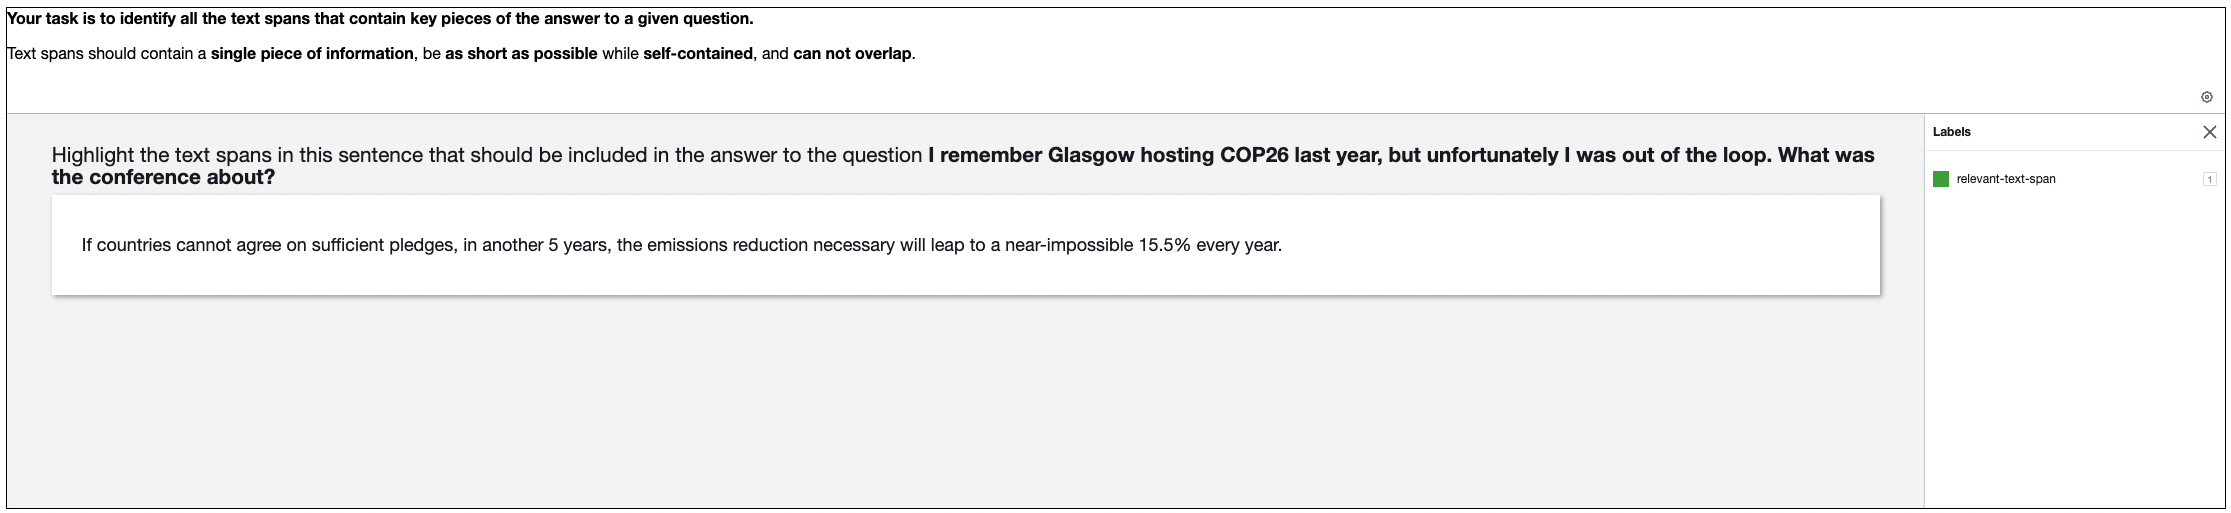 Your task is to identify all the text spans that contain key pieces of the answer to a given question.
Text spans should contain a single piece of information, be as short as possible while self-contained, and can not overlap.
Labels
Highlight the text spans in this sentence that should be included in the answer to the question I remember Glasgow hosting COP26 last year, but unfortunately I was out of the loop. What was
the conference about?
relevant-text-span 1
If countries cannot agree on sufficient pledges, in another 5 years, the emissions reduction necessary will leap to a near-impossible 15.5% every year.